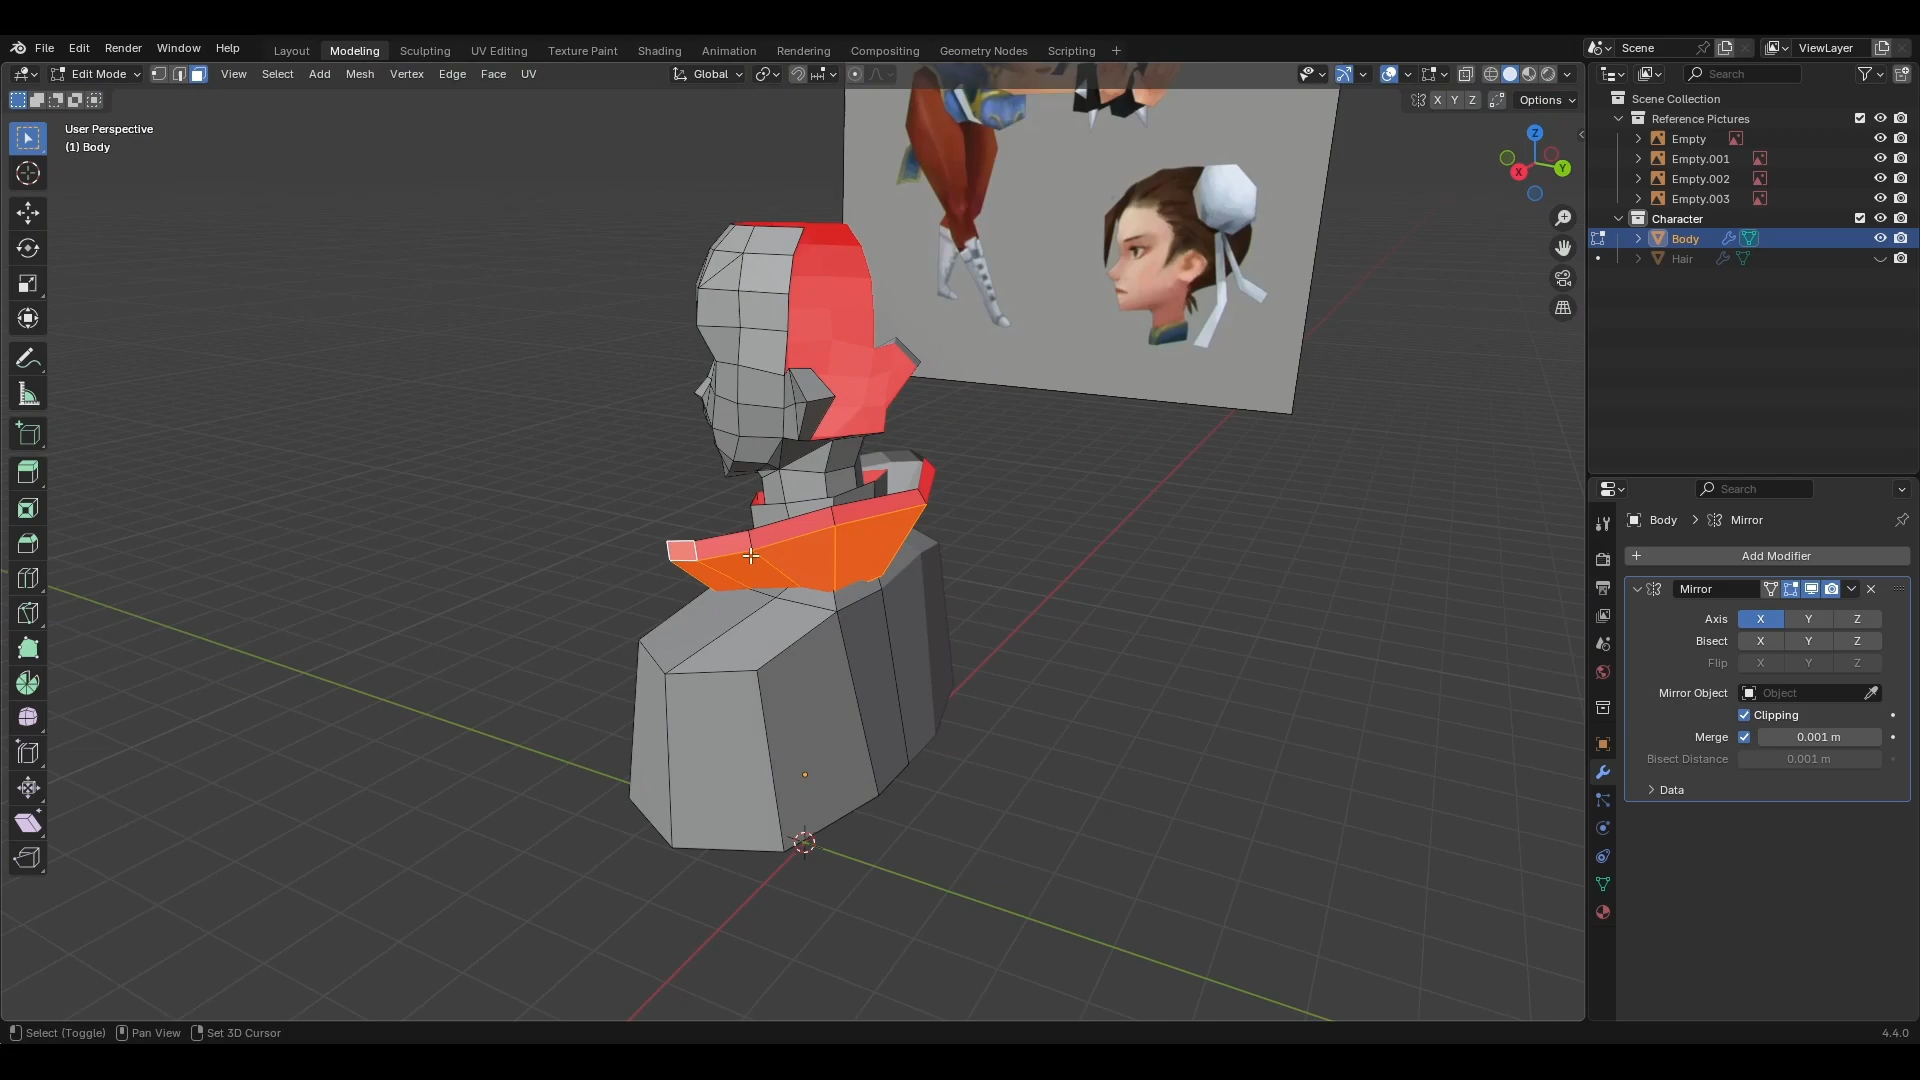 File Edit Render Window Help
Layout Modeling Sculpting UV Editing Texture Paint Shading Animation Rendering Compositing Geometry Nodes Scripting +
Scene
ViewLayer
Edit Mode View Select Add Mesh Vertex Edge Face UV
Global
Search
X Y Z
Options
User Perspective
(1) Body
Z
Y
X
Scene Collection
Reference Pictures
Empty
Empty.001
Empty.002
Empty.003
Character
Body
Hair
Search
Body > Mirror
+ Add Modifier
Mirror
Axis X Y Z
Bisect X Y Z
Flip X Y Z
Mirror Object Object
Clipping
Merge 0.001 m
Bisect Distance 0.001 m
Data
Select (Toggle) Pan View Set 3D Cursor
4.4.0